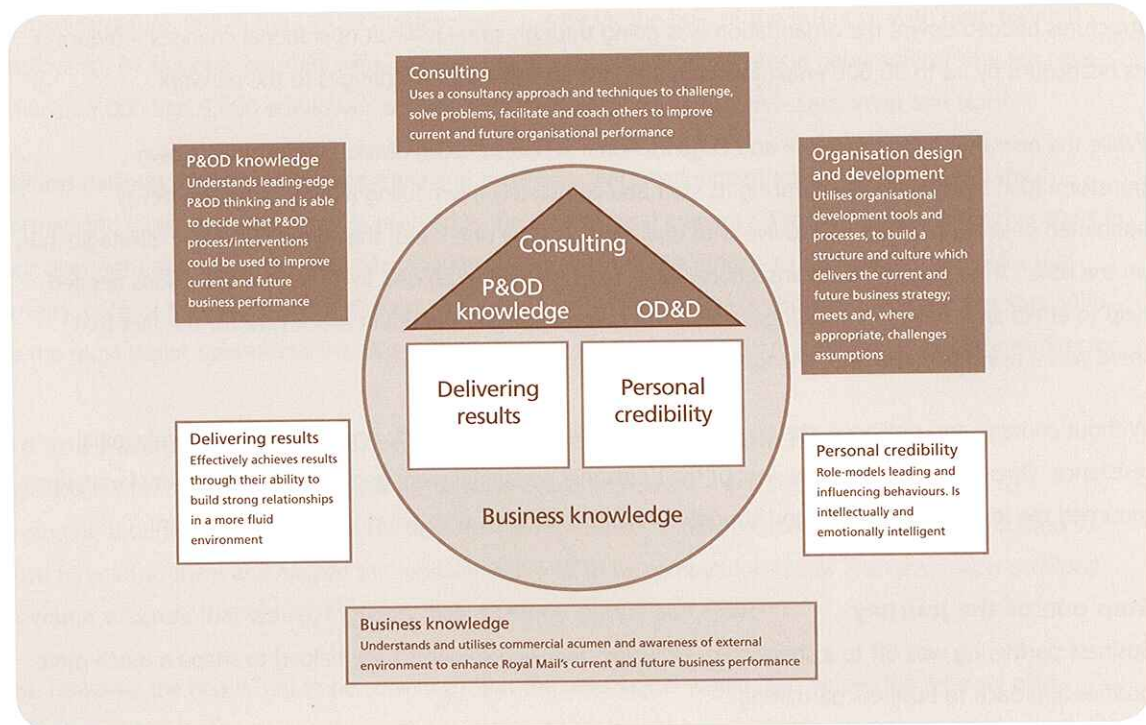 Consulting
Uses a consultancy approach and techniques to challenge,
solve problems, facilitate and coach others to improve
current and future organisational performance
P&OD knowledge
Understands leading-edge
P&OD thinking and is able
to decide what P&OD
process/interventions
could be used to improve
current and future
business performance
Organisation design
and development
Utilises organisational
development tools and
processes, to build a
structure and culture which
delivers the current and
future business strategy;
meets and, where
appropriate, challenges
assumptions
Consulting
P&OD
knowledge
OD&D
Delivering
results
Personal
credibility
Business knowledge
Delivering results
Effectively achieves results
through their ability to
build strong relationships
in a more fluid
environment
Personal credibility
Role-models leading and
influencing behaviours. Is
intellectually and
emotionally intelligent
Business knowledge
Understands and utilises commercial acumen and awareness of external
environment to enhance Royal Mail's current and future business performance